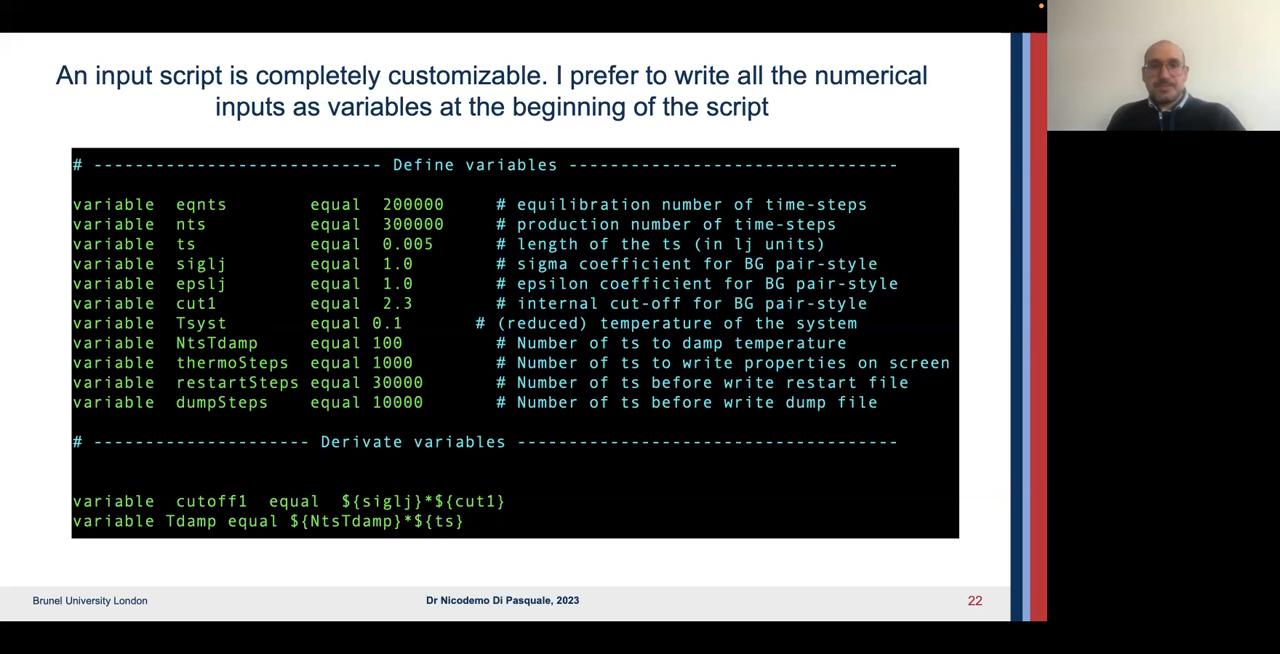 An input script is completely customizable. I prefer to write all the numerical
inputs as variables at the beginning of the script
# ---------------------------- Define variables --------------------------------
variable eqnts equal 200000 # equilibration number of time-steps
variable nts equal 300000 # production number of time-steps
variable ts equal 0.005 # length of the ts (in lj units)
variable siglj equal 1.0 # sigma coefficient for BG pair-style
variable epslj equal 1.0 # epsilon coefficient for BG pair-style
variable cut1 equal 2.3 # internal cut-off for BG pair-style
variable Tsyst equal 0.1 # (reduced) temperature of the system
variable NtsTdamp equal 100 # Number of ts to damp temperature
variable thermoSteps equal 1000 # Number of ts to write properties on screen
variable restartSteps equal 30000 # Number of ts before write restart file
variable dumpSteps equal 10000 # Number of ts before write dump file
# --------------------- Derivate variables -------------------------------------
variable cutoff1 equal ${siglj}*${cut1}
variable Tdamp equal ${NtsTdamp}*${ts}
Brunel University London
Dr Nicodemo Di Pasquale, 2023
22